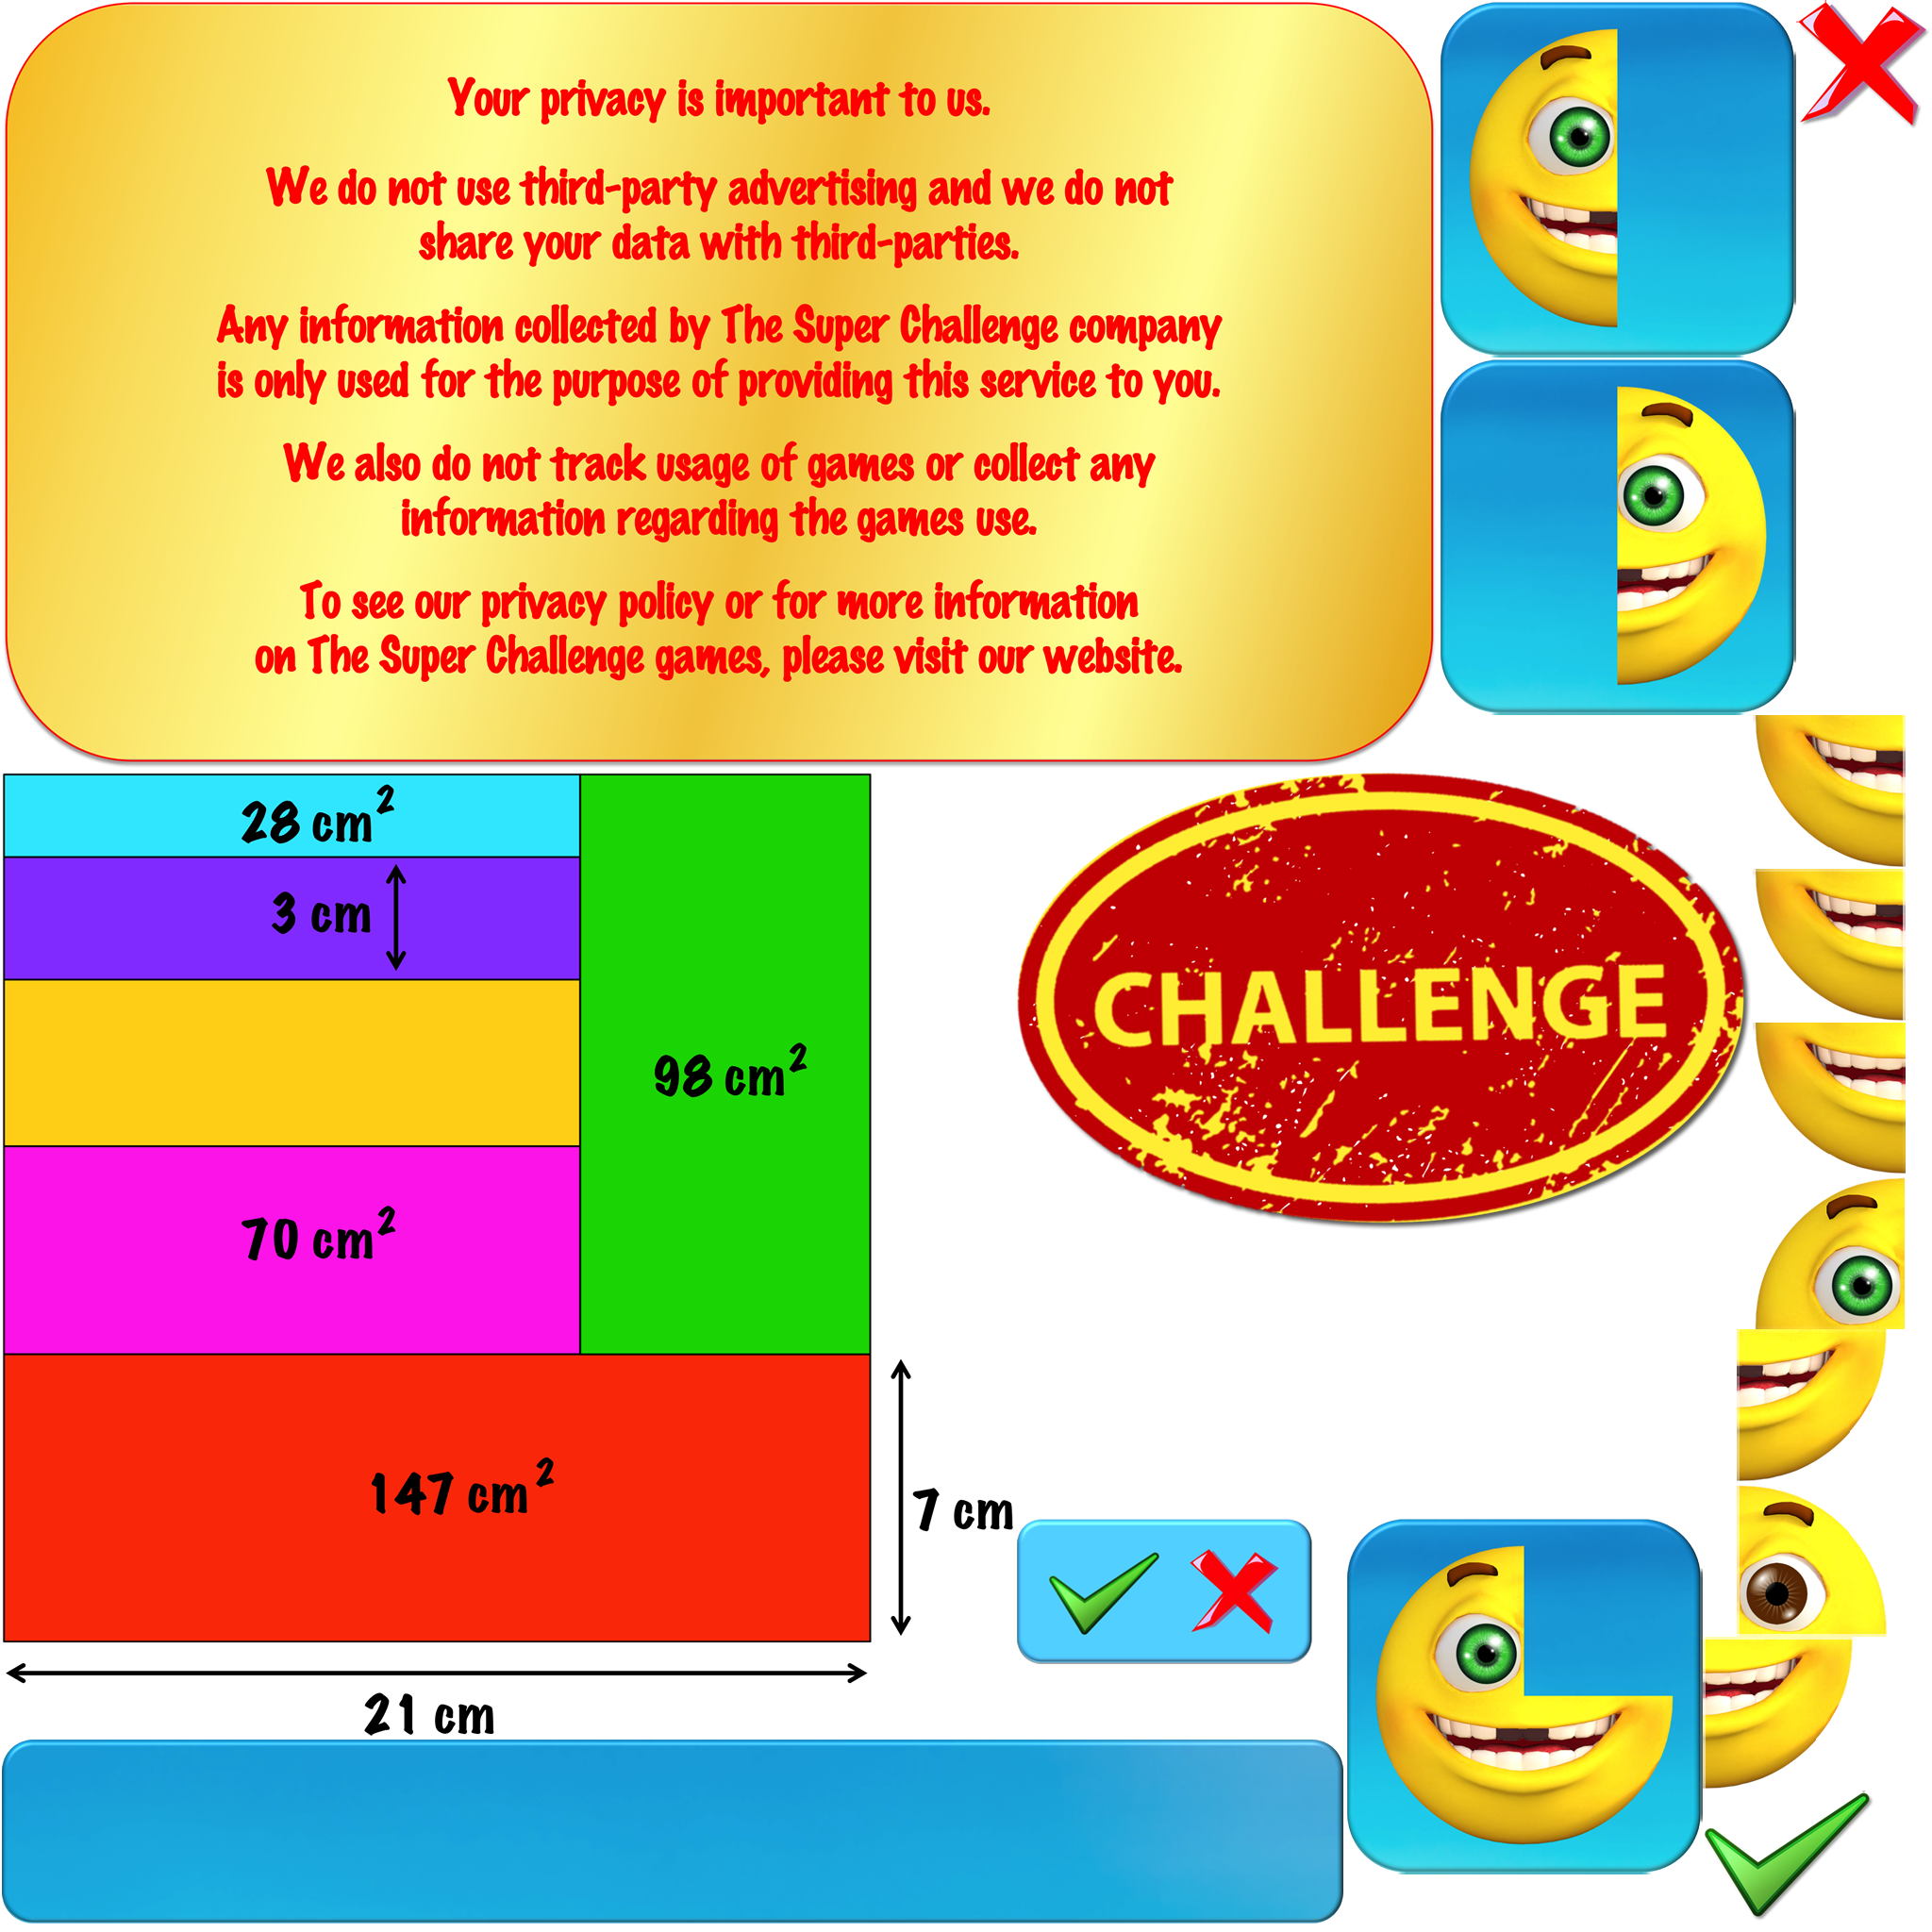 Your privacy is important to us.
We do not use third-party advertising and we do not
share your data with third-parties.
Any information collected by The Super Challenge company
is only used for the purpose of providing this service to you.
We also do not track usage of games or collect any
information regarding the games use.
To see our privacy policy or for more information
on The Super Challenge games, please visit our website.
28 cm²
3 cm
98 cm²
70 cm²
147 cm²
7 cm
21 cm
CHALLENGE